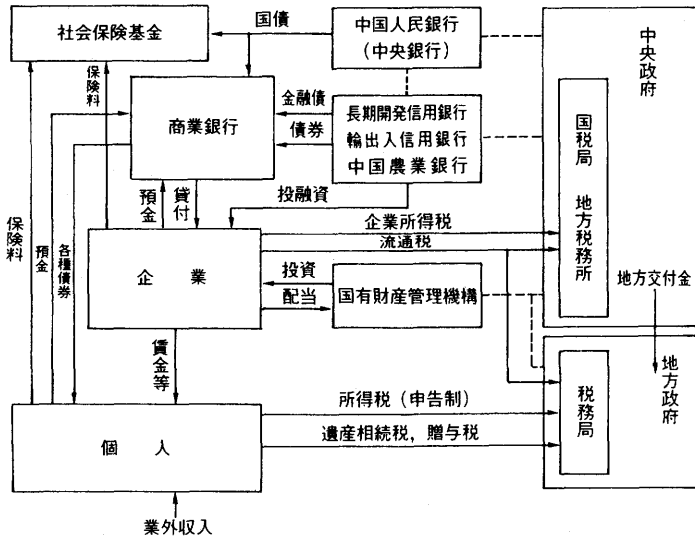 社会保険基金
国債
中国人民銀行
(中央銀行)
中央政府
保険料
金融債
債券
商業銀行
長期開発信用銀行
輸出入信用銀行
中国農業銀行
国税局 地方税務所
預金
貸付
投融資
企業所得税
流通税
保険料
預金
各種債券
企 業
投資
配当
国有財産管理機構
地方交付金
賃金等
所得税(申告制)
税務局
地方政府
個 人
遺産相続税,贈与税
業外収入